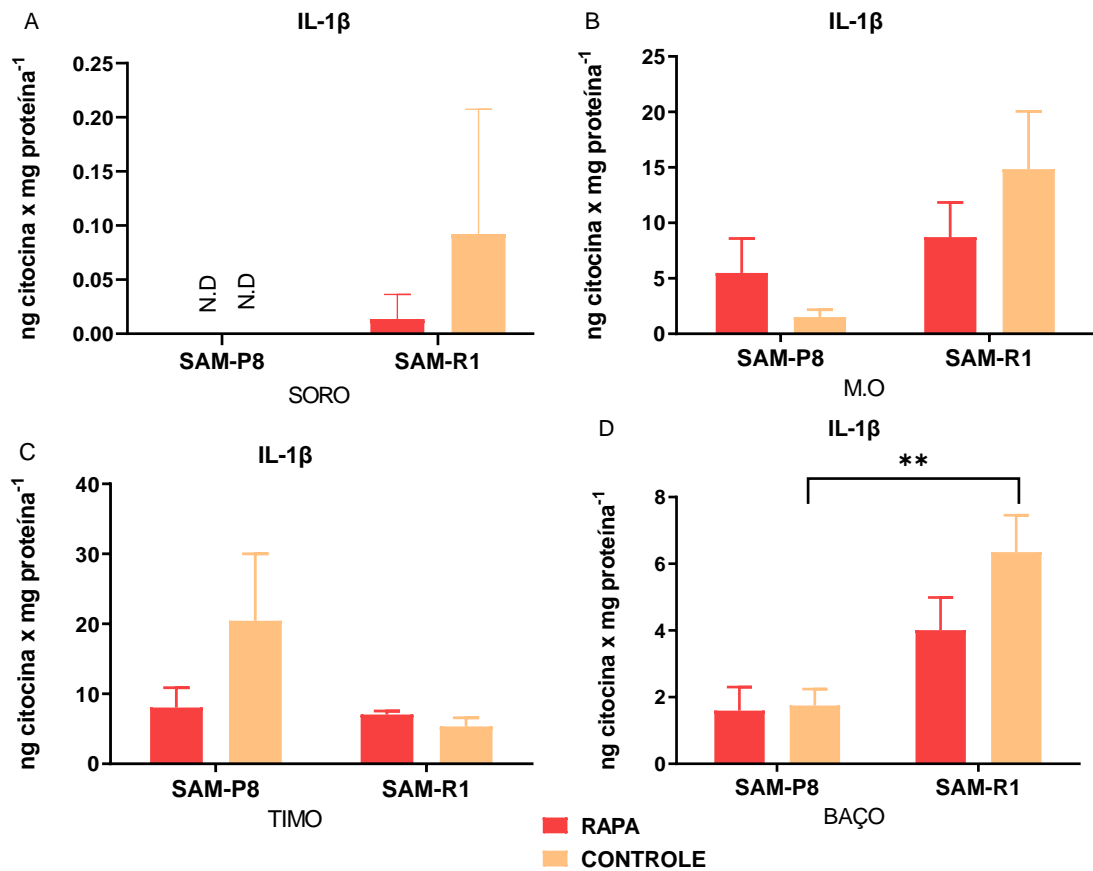 A
IL-1β
ng citocina x mg proteína⁻¹
0.25
0.20
0.15
0.10
0.05
0.00
N.D
N.D
SAM-P8
SAM-R1
SORO
B
IL-1β
ng citocina x mg proteína⁻¹
25
20
15
10
5
0
SAM-P8
SAM-R1
M.O
C
IL-1β
ng citocina x mg proteína⁻¹
40
30
20
10
0
SAM-P8
SAM-R1
TIMO
D
IL-1β
**
ng citocina x mg proteína⁻¹
8
6
4
2
0
SAM-P8
SAM-R1
BAÇO
RAPA
CONTROLE